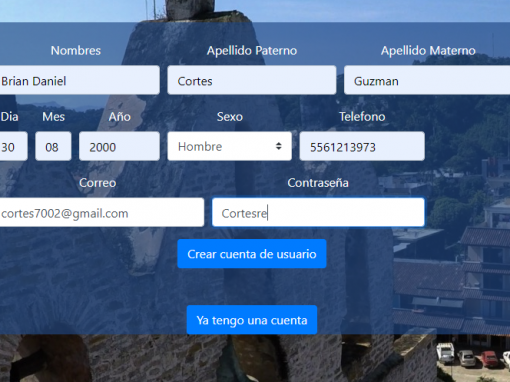 Nombres Apellido Paterno Apellido Materno
Brian Daniel Cortes Guzman
Dia Mes Año Sexo Telefono
30 08 2000 Hombre 5561213973
Correo Contraseña
cortes7002@gmail.com Cortesre
Crear cuenta de usuario
Ya tengo una cuenta